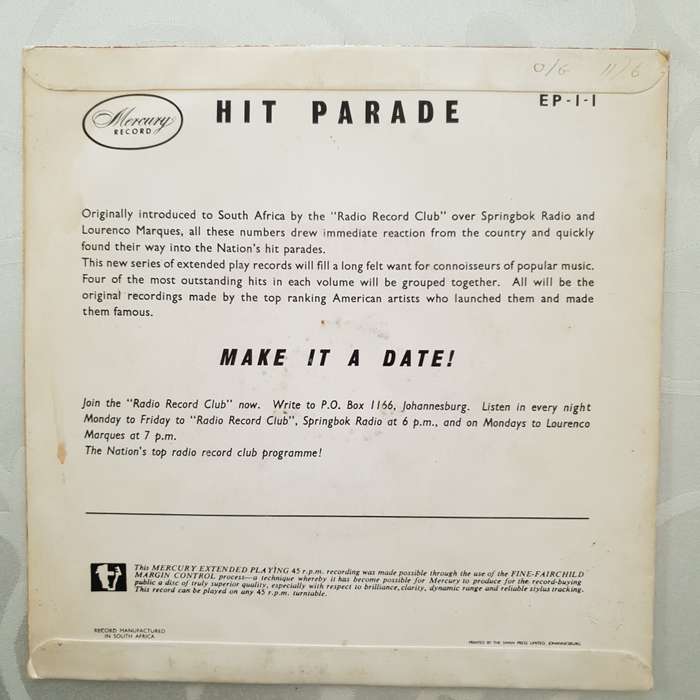 O/G 11/6
Mercury
RECORD
HIT PARADE
EP-1-1
Originally introduced to South Africa by the "Radio Record Club" over Springbok Radio and
Lourenco Marques, all these numbers drew immediate reaction from the country and quickly
found their way into the Nation's hit parades.
This new series of extended play records will fill a long felt want for connoisseurs of popular music.
Four of the most outstanding hits in each volume will be grouped together. All will be the
original recordings made by the top ranking American artists who launched them and made
them famous.
MAKE IT A DATE!
Join the "Radio Record Club" now. Write to P.O. Box 1166, Johannesburg. Listen in every night
Monday to Friday to "Radio Record Club", Springbok Radio at 6 p.m., and on Mondays to Lourenco
Marques at 7 p.m.
The Nation's top radio record club programme!
This MERCURY EXTENDED PLAYING 45 r.p.m. recording was made possible through the use of the FINE-FAIRCHILD
MARGIN CONTROL process—a technique whereby it has become possible for Mercury to produce for the record-buying
public a disc of truly superior quality, especially with respect to brilliance, clarity, dynamic range and reliable stylus tracking.
This record can be played on any 45 r.p.m. turntable.
RECORD MANUFACTURED
IN SOUTH AFRICA
PRINTED BY THE SWAN PRESS LIMITED, JOHANNESBURG.